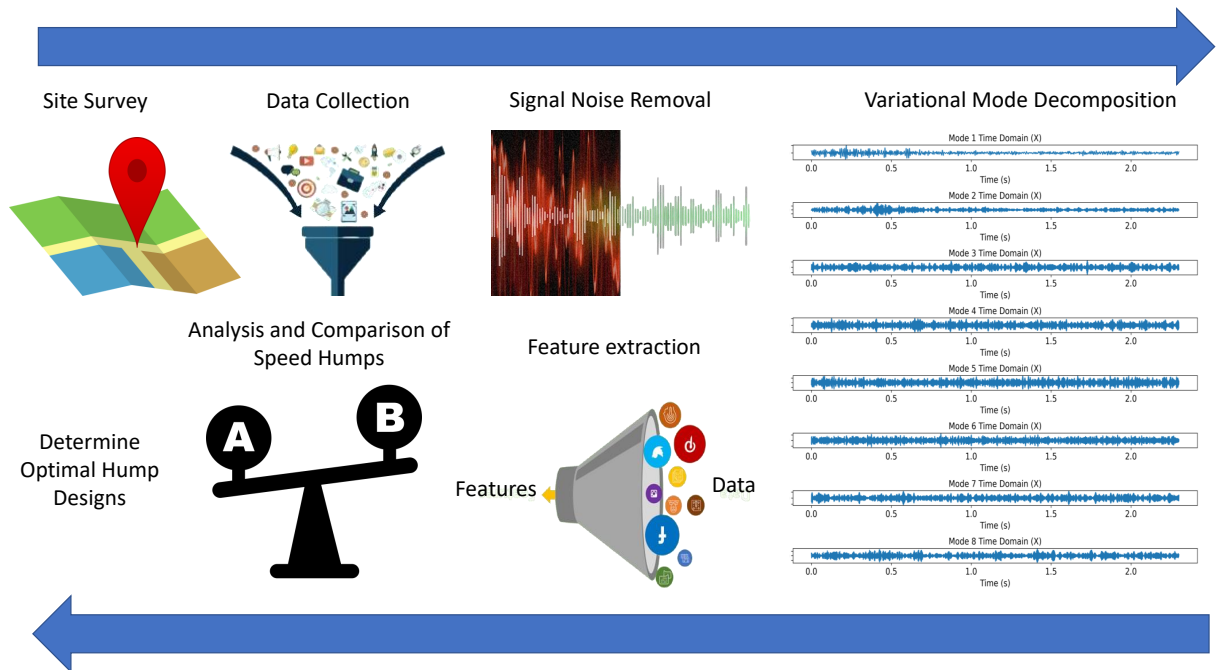 Site Survey
Data Collection
Signal Noise Removal
Variational Mode Decomposition
Mode 1 Time Domain (X)
0.0 0.5 1.0 1.5 2.0
Time (s)
Mode 2 Time Domain (X)
0.0 0.5 1.0 1.5 2.0
Time (s)
Mode 3 Time Domain (X)
0.0 0.5 1.0 1.5 2.0
Time (s)
Mode 4 Time Domain (X)
0.0 0.5 1.0 1.5 2.0
Time (s)
Mode 5 Time Domain (X)
0.0 0.5 1.0 1.5 2.0
Time (s)
Mode 6 Time Domain (X)
0.0 0.5 1.0 1.5 2.0
Time (s)
Mode 7 Time Domain (X)
0.0 0.5 1.0 1.5 2.0
Time (s)
Mode 8 Time Domain (X)
0.0 0.5 1.0 1.5 2.0
Time (s)
Feature extraction
Features
Data
Analysis and Comparison of
Speed Humps
A
B
Determine
Optimal Hump
Designs